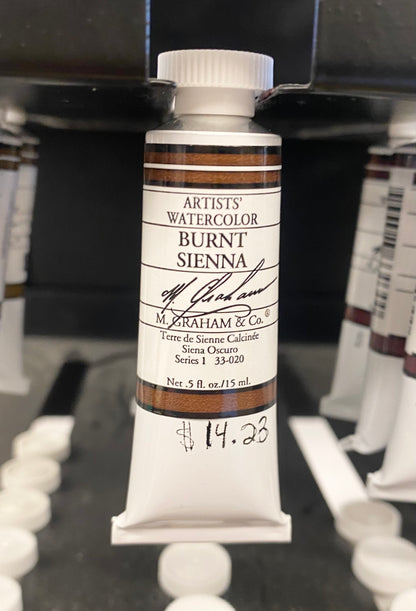 ARTISTS'
WATERCOLOR
BURNT
SIENNA
M. Graham
M. GRAHAM & Co.®
Terre de Sienne Calcinée
Siena Oscuro
Series 1 33-020
Net .5 fl. oz./15 ml.
$14.23